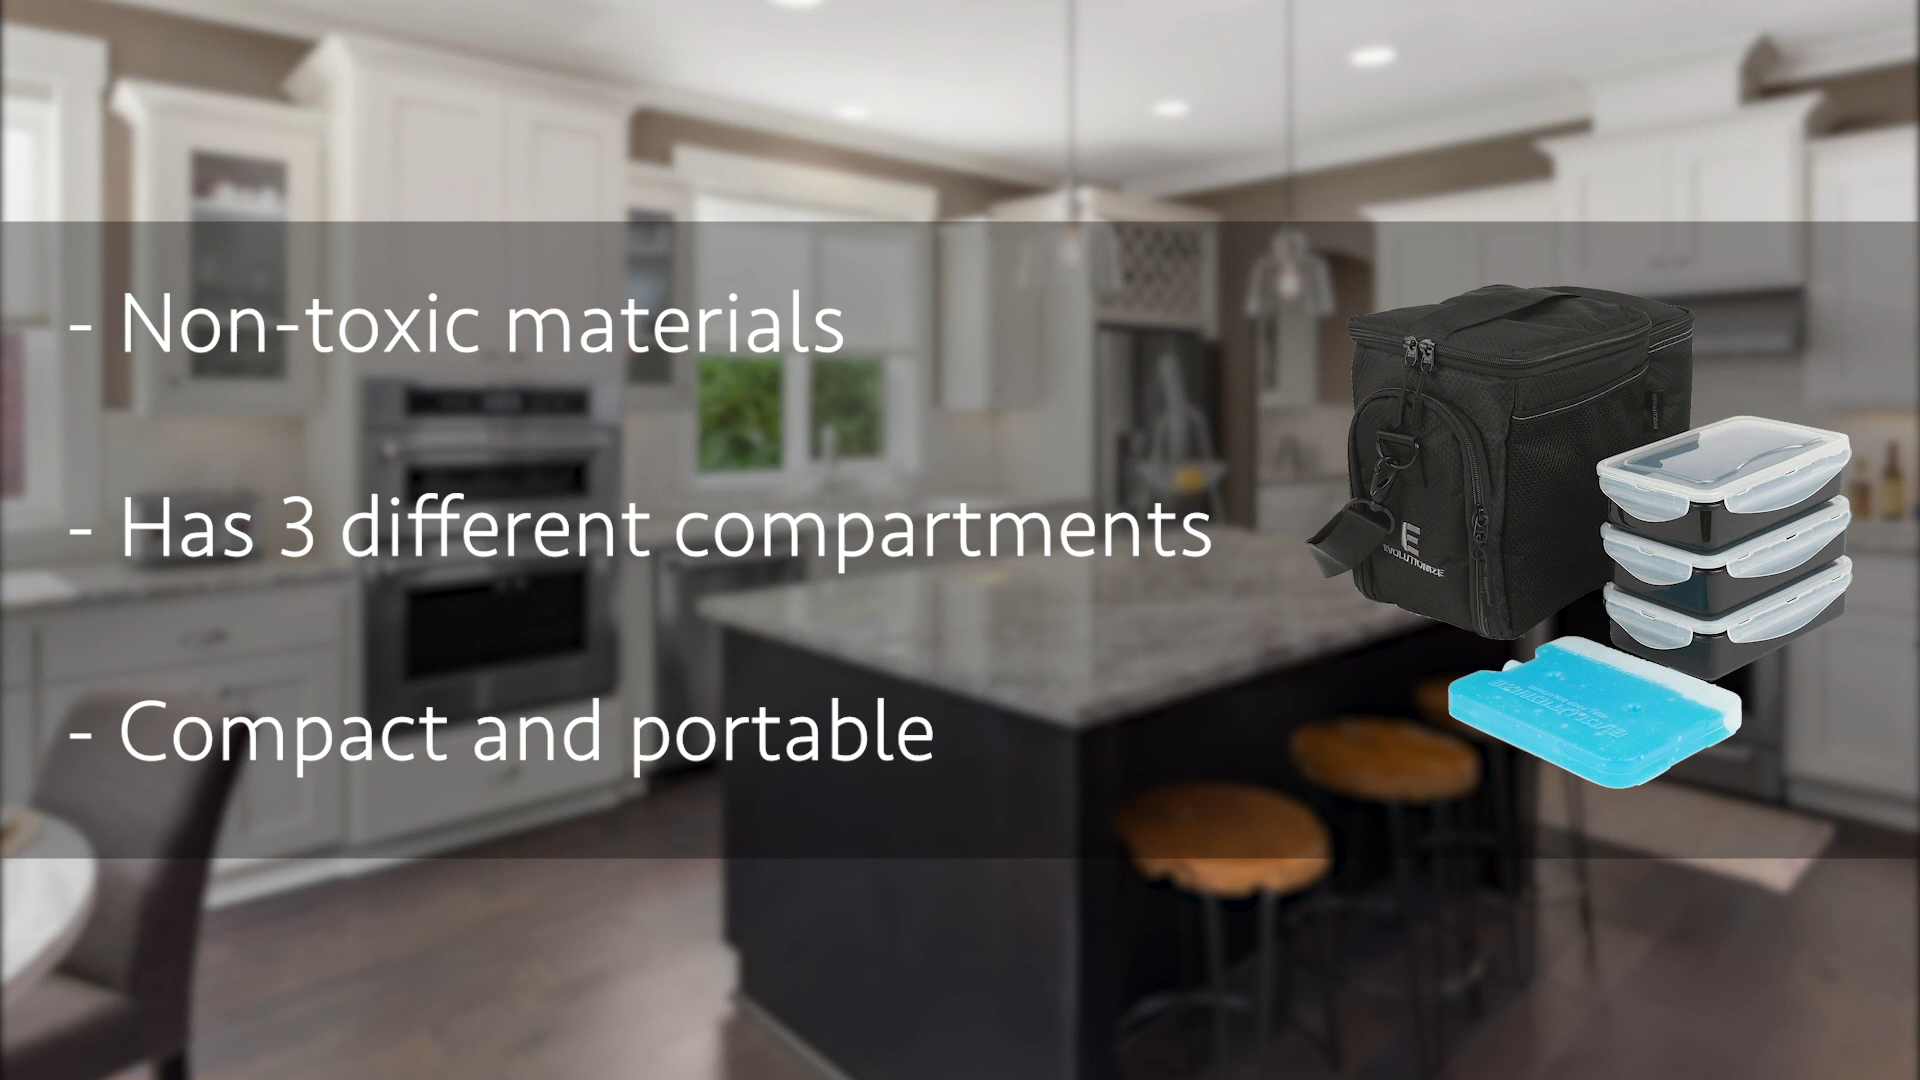 - Non-toxic materials
- Has 3 different compartments
- Compact and portable
E
EVOLUTIONIZE